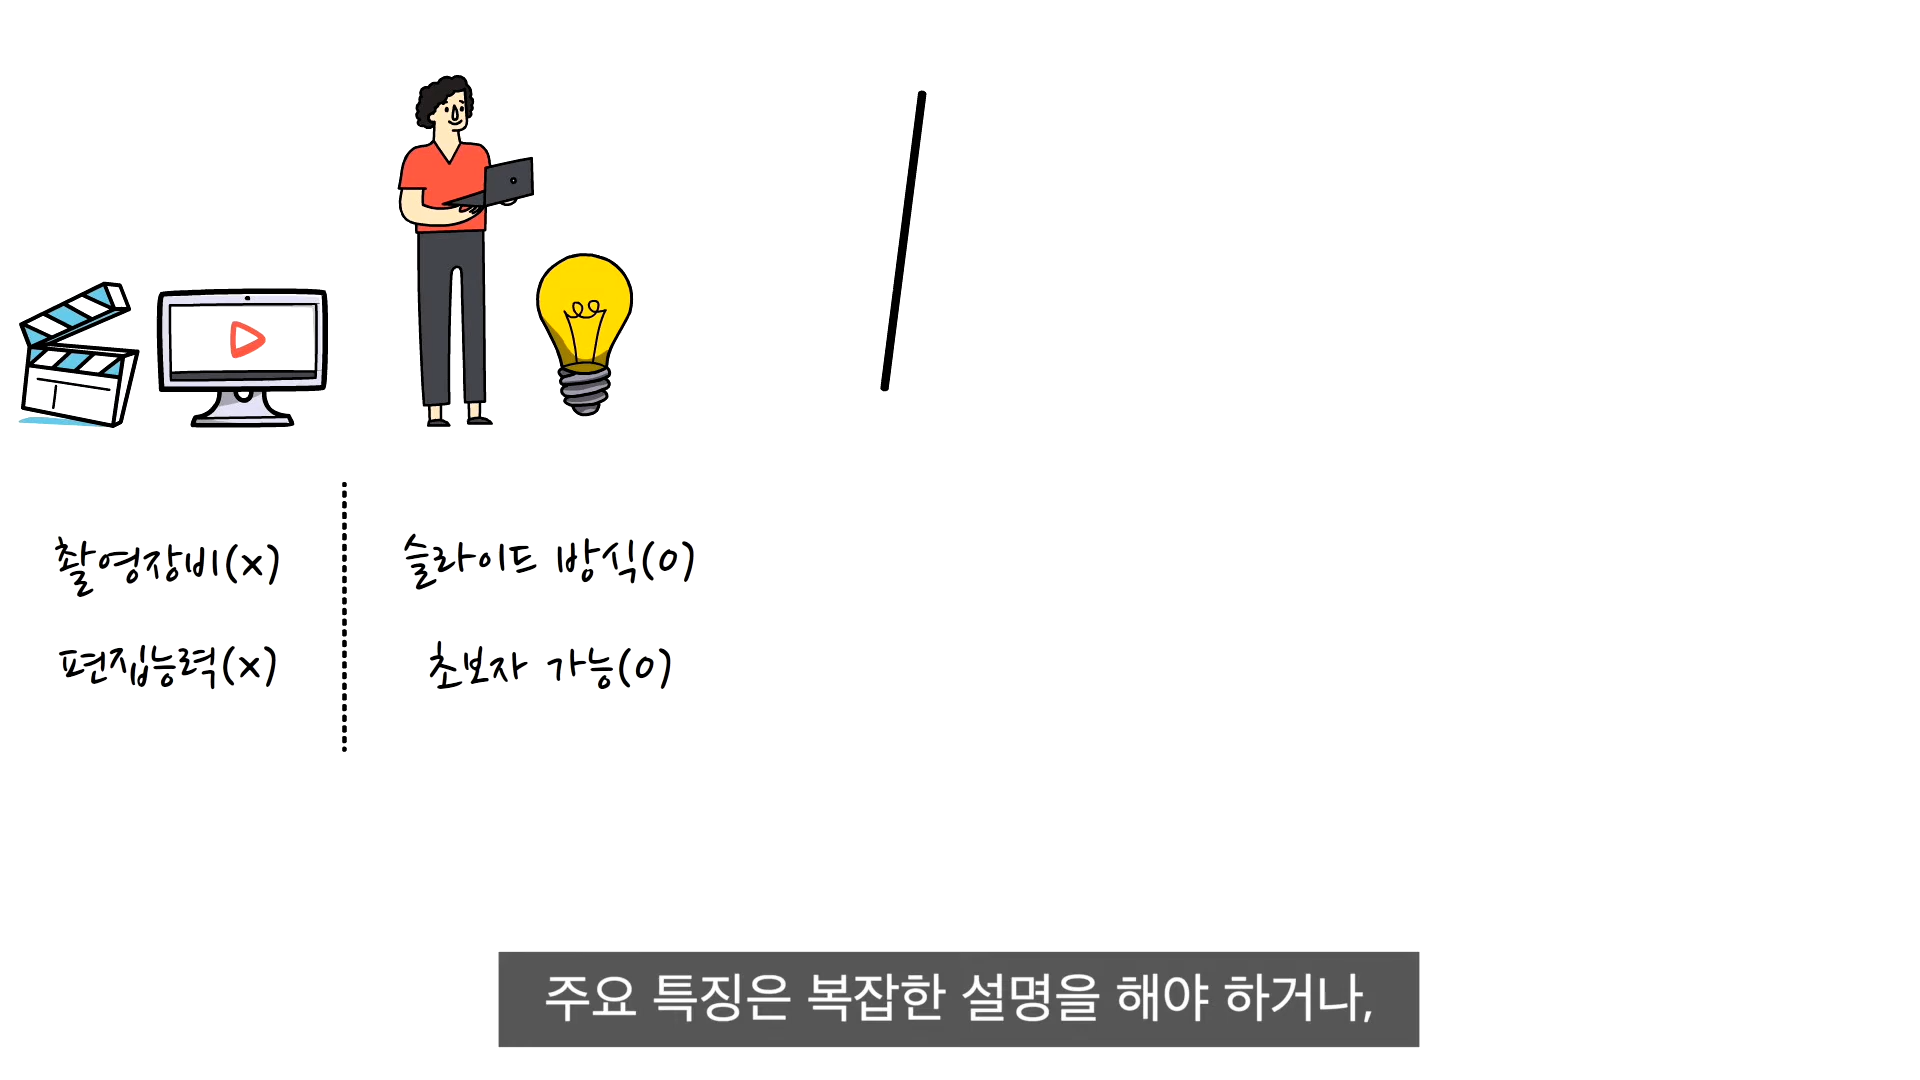 촬영장비(x)
편집능력(x)
슬라이드 방식(o)
초보자 가능(o)
주요 특징은 복잡한 설명을 해야 하거나,